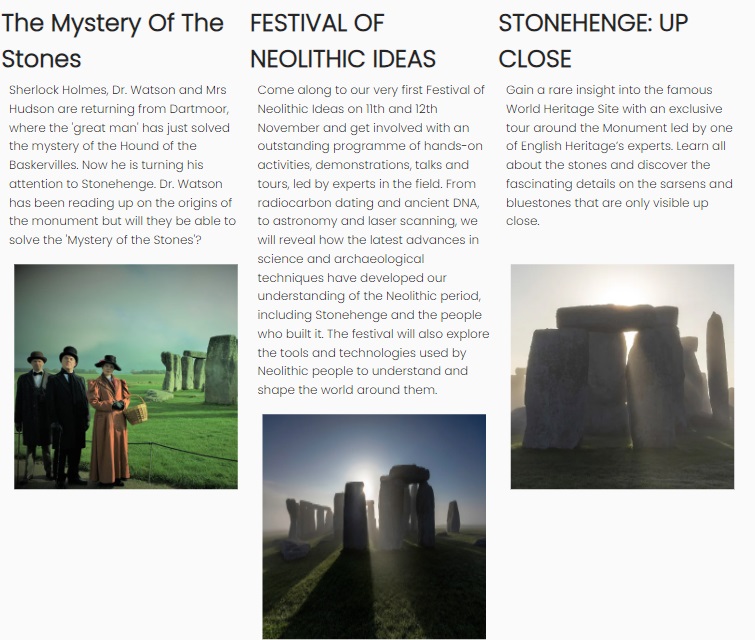 The Mystery Of The
Stones
Sherlock Holmes, Dr. Watson and Mrs
Hudson are returning from Dartmoor,
where the 'great man' has just solved
the mystery of the Hound of the
Baskervilles. Now he is turning his
attention to Stonehenge. Dr. Watson
has been reading up on the origins of
the monument but will they be able to
solve the 'Mystery of the Stones'?
FESTIVAL OF
NEOLITHIC IDEAS
Come along to our very first Festival of
Neolithic Ideas on 11th and 12th
November and get involved with an
outstanding programme of hands-on
activities, demonstrations, talks and
tours, led by experts in the field. From
radiocarbon dating and ancient DNA,
to astronomy and laser scanning, we
will reveal how the latest advances in
science and archaeological
techniques have developed our
understanding of the Neolithic period,
including Stonehenge and the people
who built it. The festival will also explore
the tools and technologies used by
Neolithic people to understand and
shape the world around them.
STONEHENGE: UP
CLOSE
Gain a rare insight into the famous
World Heritage Site with an exclusive
tour around the Monument led by one
of English Heritage's experts. Learn all
about the stones and discover the
fascinating details on the sarsens and
bluestones that are only visible up
close.